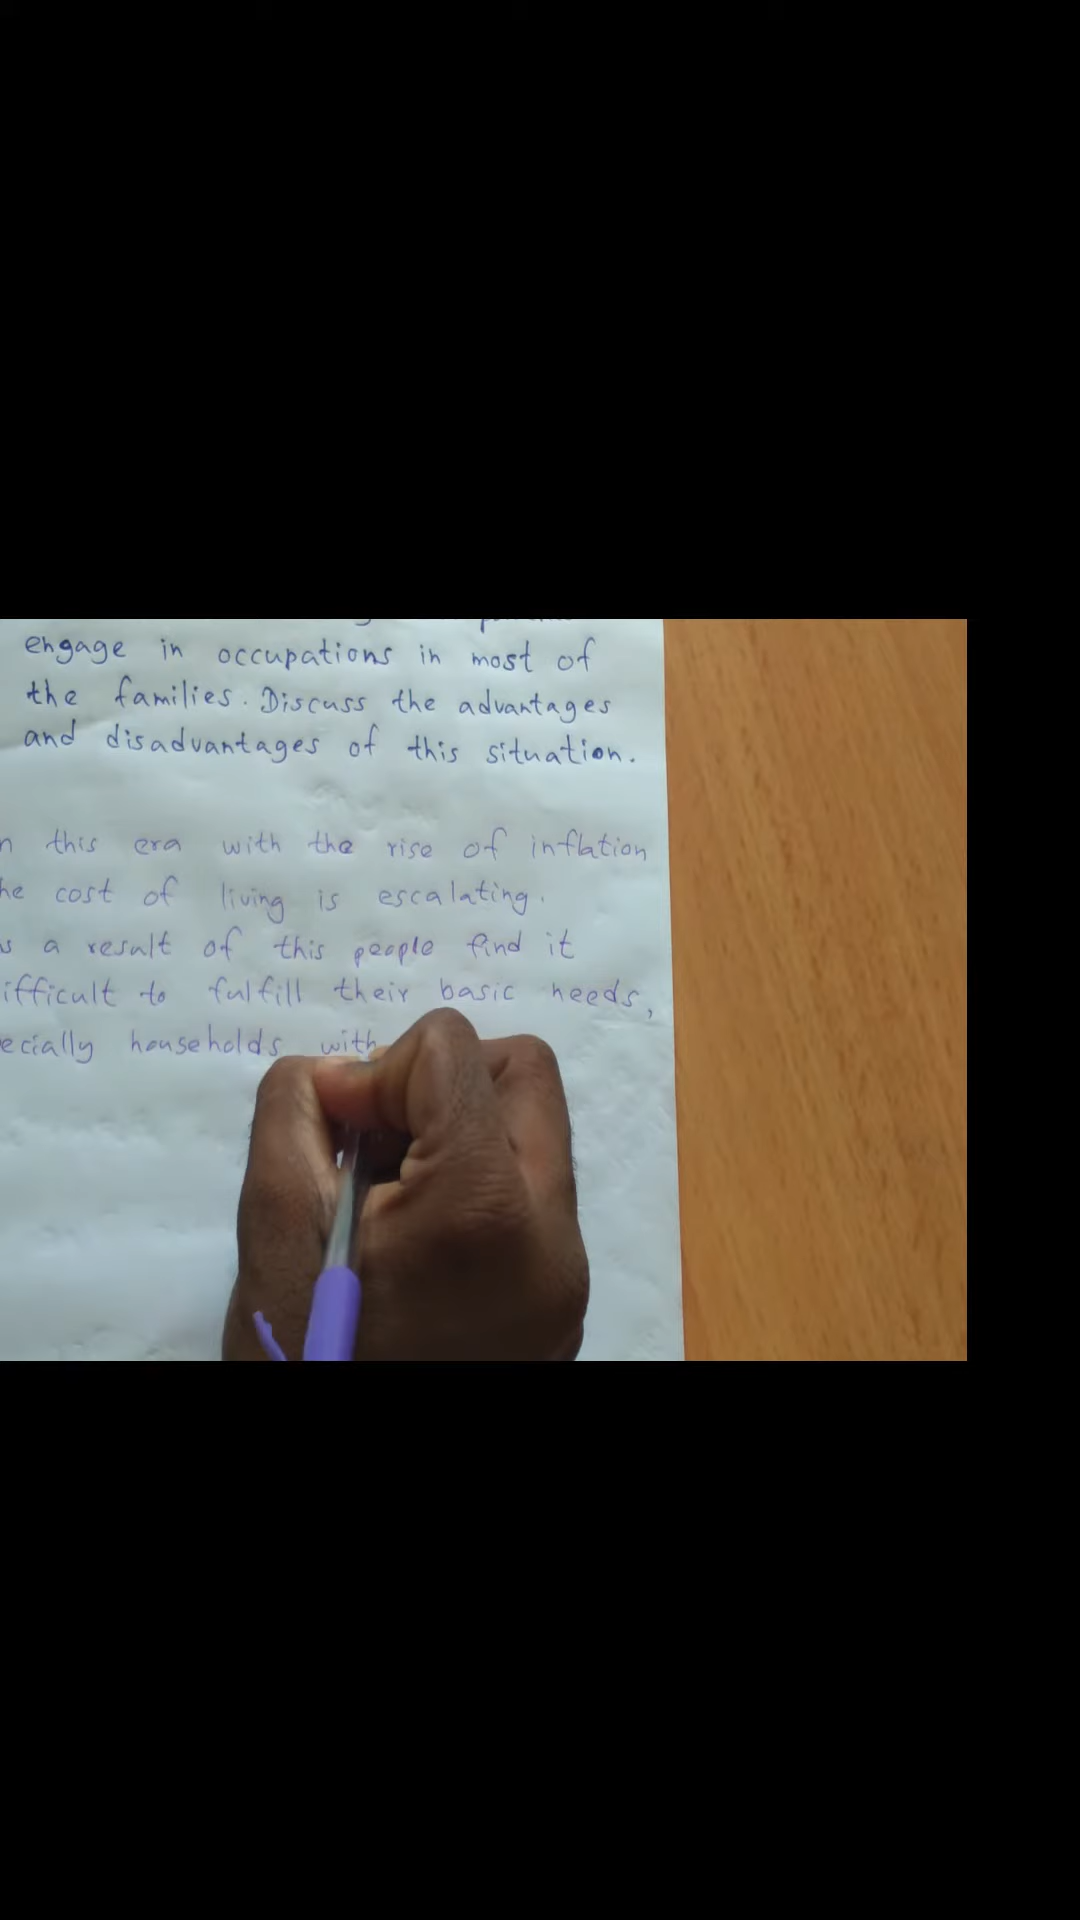 engage in occupations in most of
the families. Discuss the advantages
and disadvantages of this situation.
n this era with the rise of inflation
he cost of living is escalating.
s a result of this people find it
ifficult to fulfill their basic needs,
ecially households with